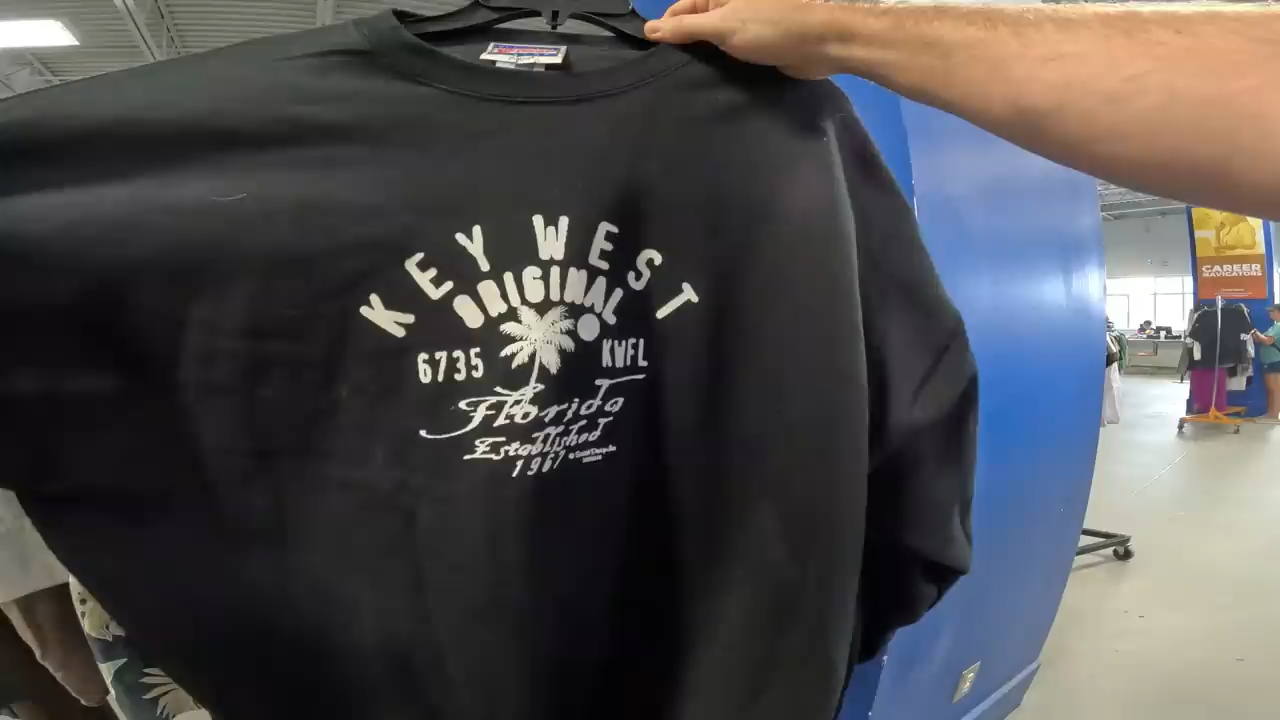 KEY WEST
ORIGINAL
6735 KWFL
Florida
Established
1967
CAREER
NAVIGATORS